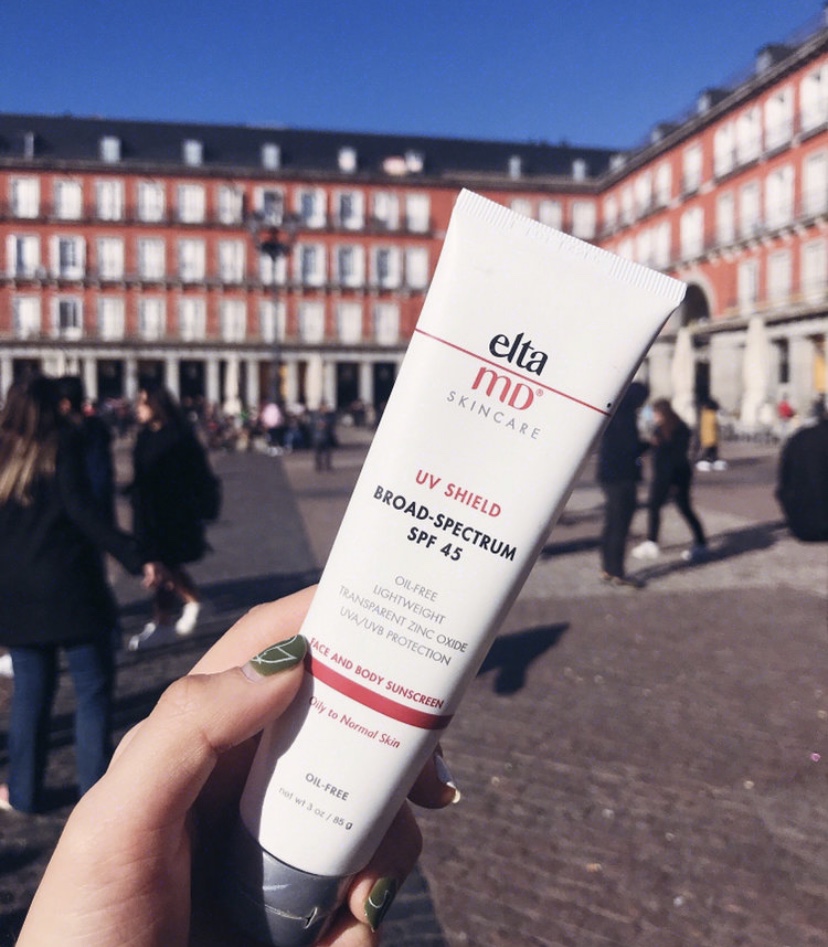 elta
MD®
SKINCARE
UV SHIELD
BROAD-SPECTRUM
SPF 45
OIL-FREE
LIGHTWEIGHT
TRANSPARENT ZINC OXIDE
UVA/UVB PROTECTION
FACE AND BODY SUNSCREEN
Oily to Normal Skin
OIL-FREE
net wt 3 oz / 85 g